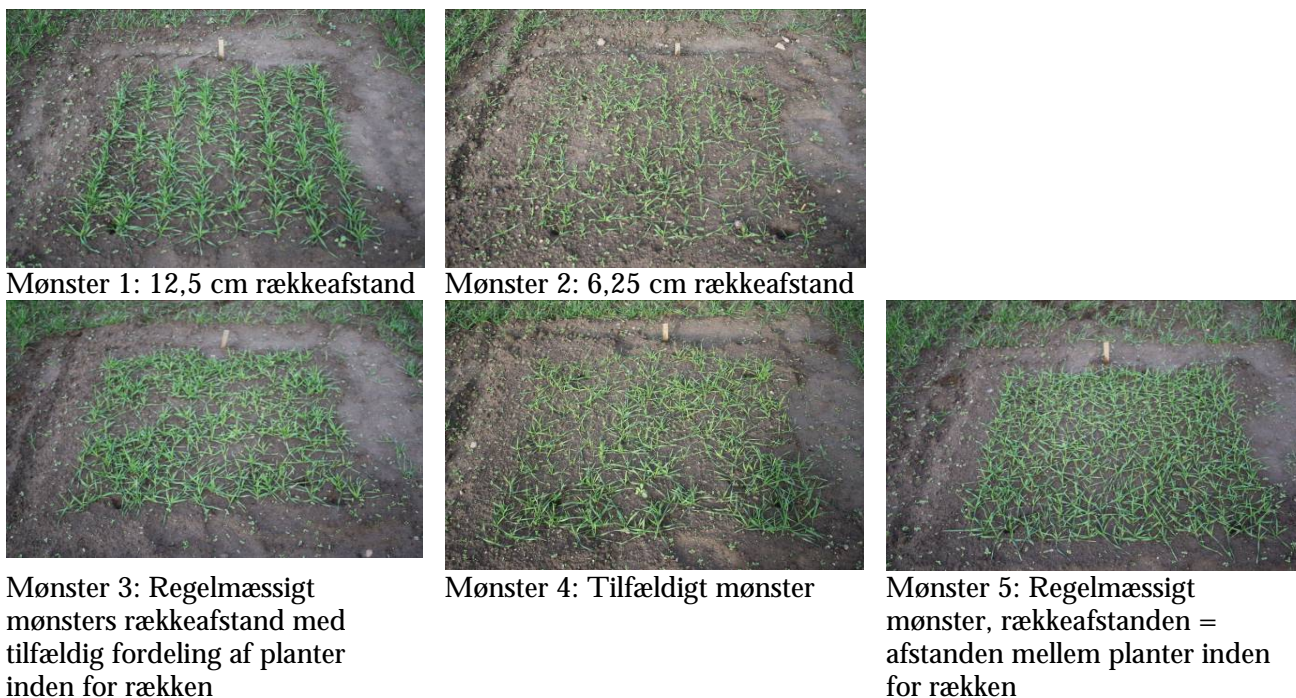 Mønster 1: 12,5 cm rækkeafstand
Mønster 2: 6,25 cm rækkeafstand
Mønster 3: Regelmæssigt
mønsters rækkeafstand med
tilfældig fordeling af planter
inden for rækken
Mønster 4: Tilfældigt mønster
Mønster 5: Regelmæssigt
mønster, rækkeafstanden =
afstanden mellem planter inden
for rækken